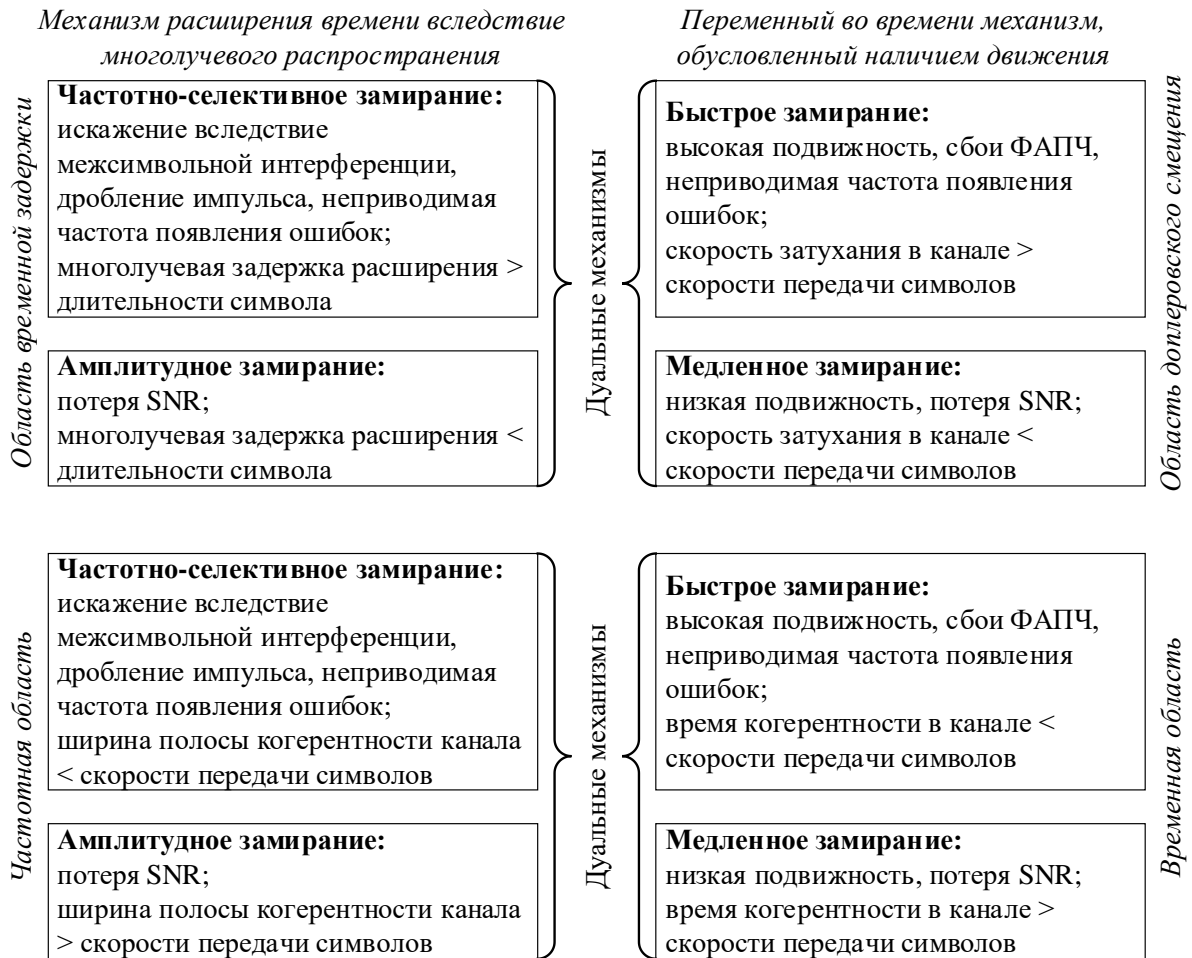 Механизм расширения времени вследствие
многолучевого распространения
Переменный во времени механизм,
обусловленный наличием движения
Область временной задержки
Частотно-селективное замирание:
искажение вследствие
межсимвольной интерференции,
дробление импульса, неприводимая
частота появления ошибок;
многолучевая задержка расширения >
длительности символа
Амплитудное замирание:
потеря SNR;
многолучевая задержка расширения <
длительности символа
Дуальные механизмы
Быстрое замирание:
высокая подвижность, сбои ФАПЧ,
неприводимая частота появления
ошибок;
скорость затухания в канале >
скорости передачи символов
Медленное замирание:
низкая подвижность, потеря SNR;
скорость затухания в канале <
скорости передачи символов
Область доплеровского смещения
Частотная область
Частотно-селективное замирание:
искажение вследствие
межсимвольной интерференции,
дробление импульса, неприводимая
частота появления ошибок;
ширина полосы когерентности канала
< скорости передачи символов
Амплитудное замирание:
потеря SNR;
ширина полосы когерентности канала
> скорости передачи символов
Дуальные механизмы
Быстрое замирание:
высокая подвижность, сбои ФАПЧ,
неприводимая частота появления
ошибок;
время когерентности в канале <
скорости передачи символов
Медленное замирание:
низкая подвижность, потеря SNR;
время когерентности в канале >
скорости передачи символов
Временная область